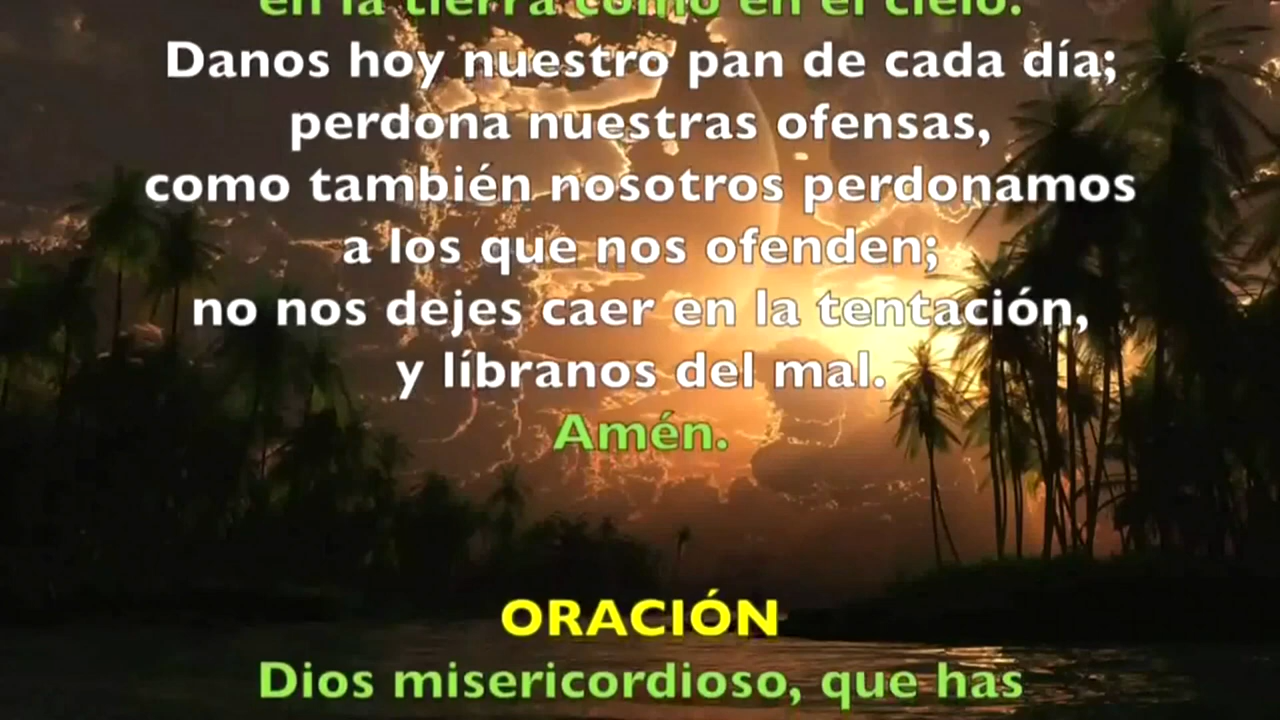 en la tierra como en el cielo.
Danos hoy nuestro pan de cada día;
perdona nuestras ofensas,
como también nosotros perdonamos
a los que nos ofenden;
no nos dejes caer en la tentación,
y líbranos del mal.
Amén.
ORACIÓN
Dios misericordioso, que has